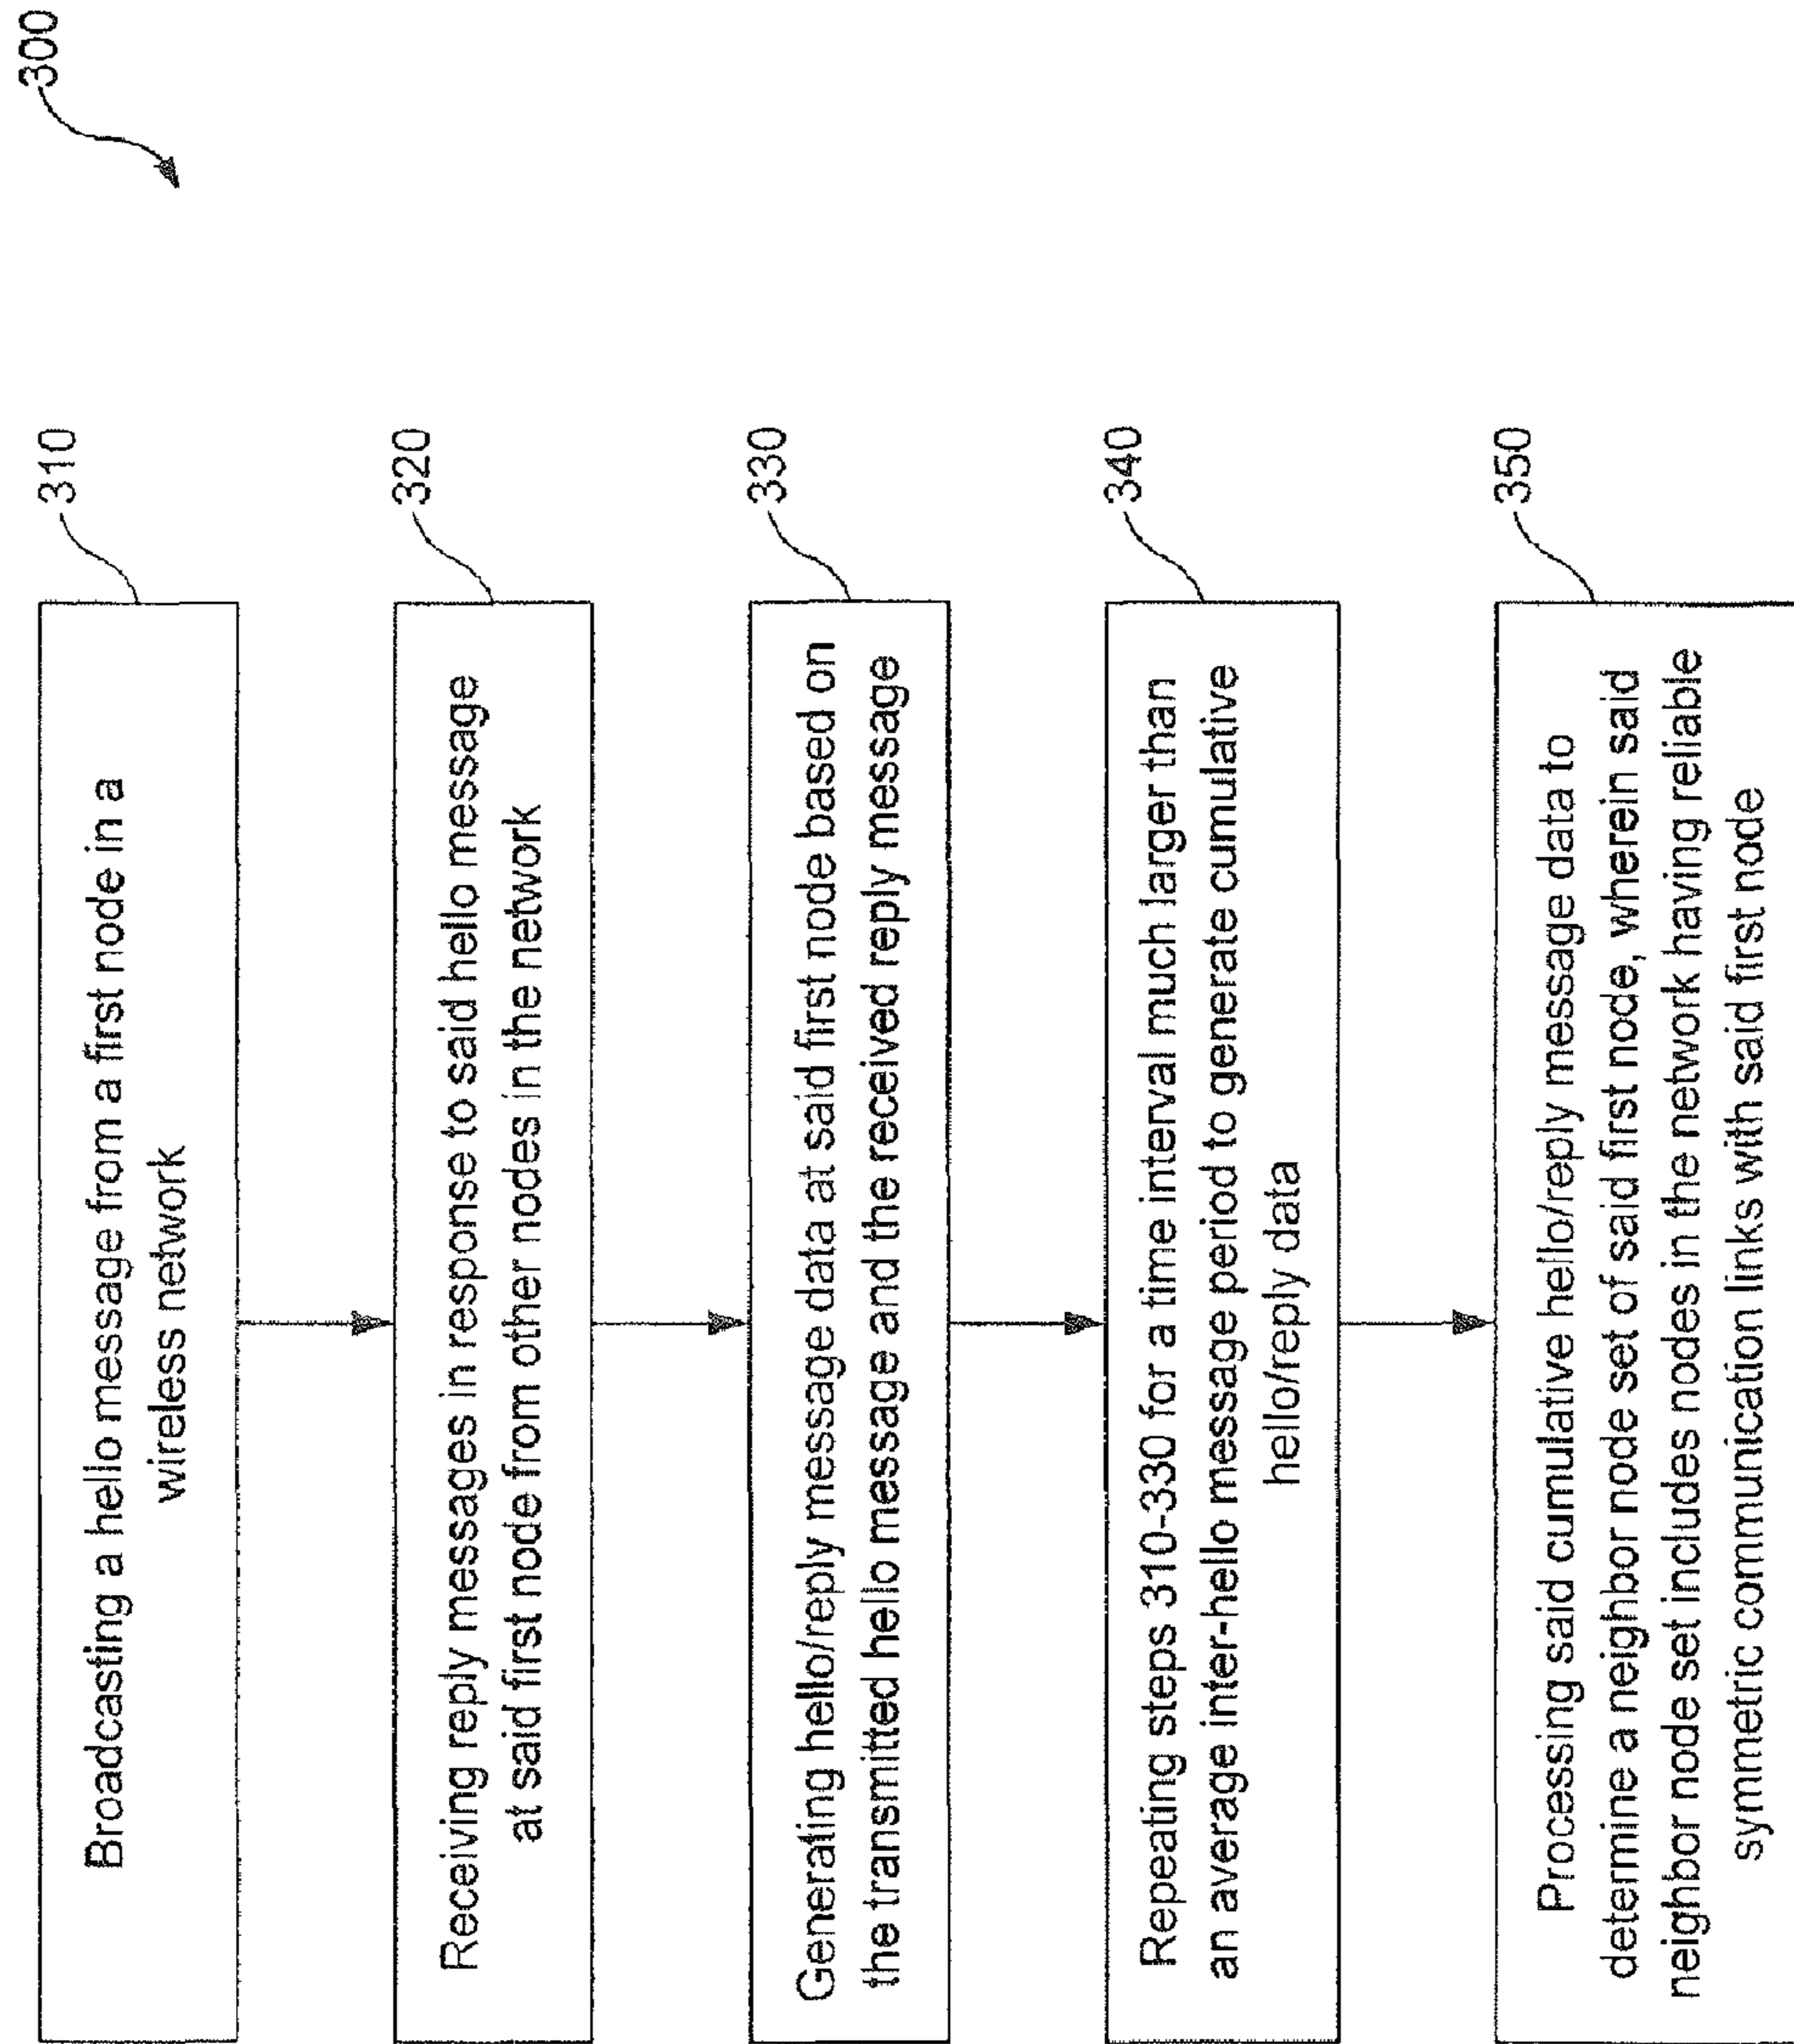 300
310
Broadcasting a hello message from a first node in a
wireless network
320
Receiving reply messages in response to said hello message
at said first node from other nodes in the network
330
Generating hello/reply message data at said first node based on
the transmitted hello message and the received reply message
340
Repeating steps 310-330 for a time interval much larger than
an average inter-hello message period to generate cumulative
hello/reply data
350
Processing said cumulative hello/reply message data to
determine a neighbor node set of said first node, wherein said
neighbor node set includes nodes in the network having reliable
symmetric communication links with said first node